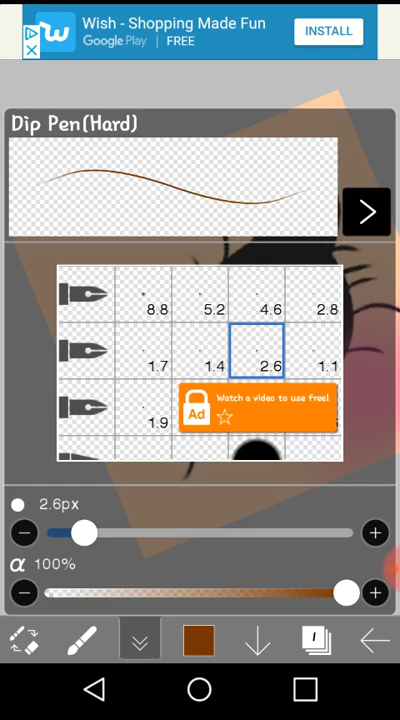 Wish - Shopping Made Fun
Google Play | FREE
INSTALL
Dip Pen(Hard)
8.8 5.2 4.6 2.8
1.7 1.4 2.6 1.1
1.9
Ad
Watch a video to use free!
2.6px
α 100%
1